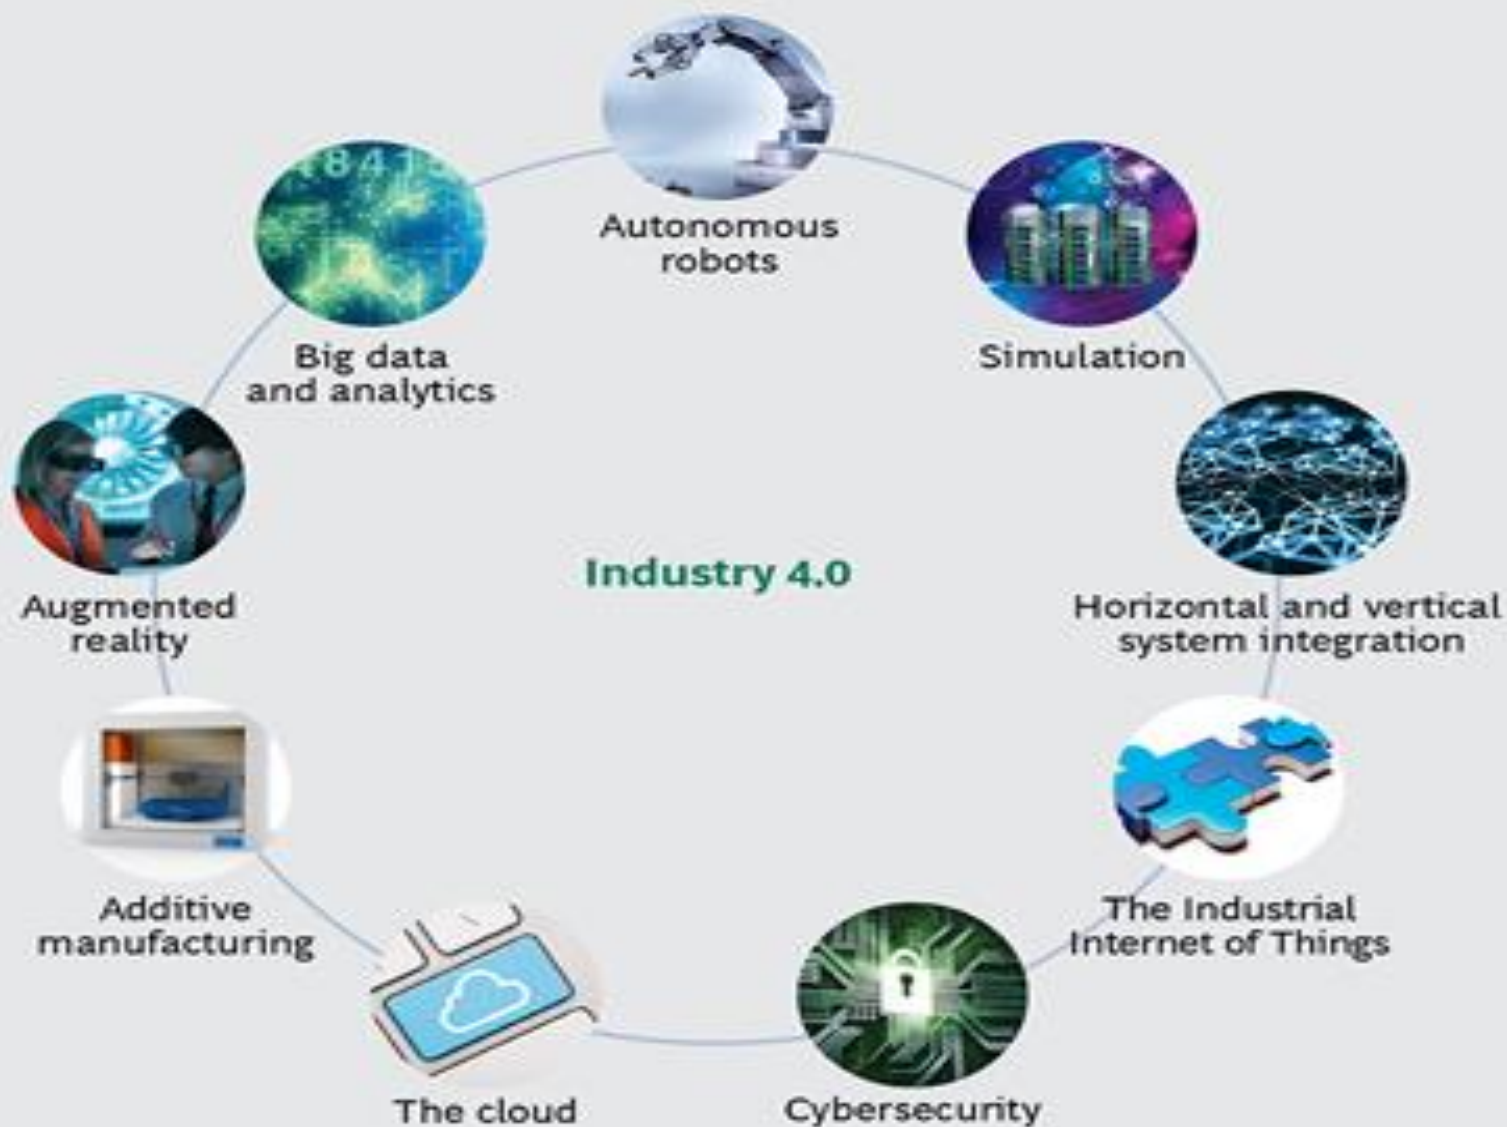 Autonomous
robots
Simulation
Horizontal and vertical
system integration
The Industrial
Internet of Things
Cybersecurity
The cloud
Additive
manufacturing
Augmented
reality
Big data
and analytics
Industry 4.0